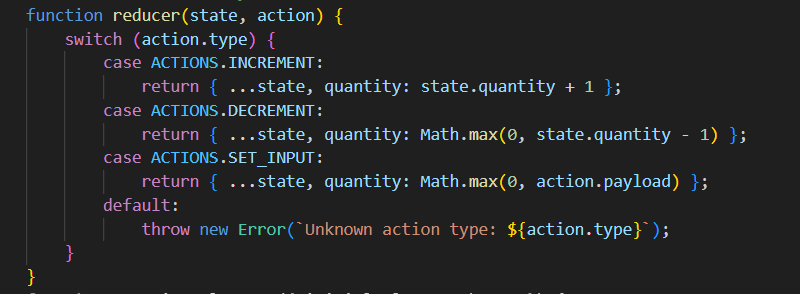 function reducer(state, action) {
    switch (action.type) {
        case ACTIONS.INCREMENT:
            return { ...state, quantity: state.quantity + 1 };
        case ACTIONS.DECREMENT:
            return { ...state, quantity: Math.max(0, state.quantity - 1) };
        case ACTIONS.SET_INPUT:
            return { ...state, quantity: Math.max(0, action.payload) };
        default:
            throw new Error(`Unknown action type: ${action.type}`);
    }
}